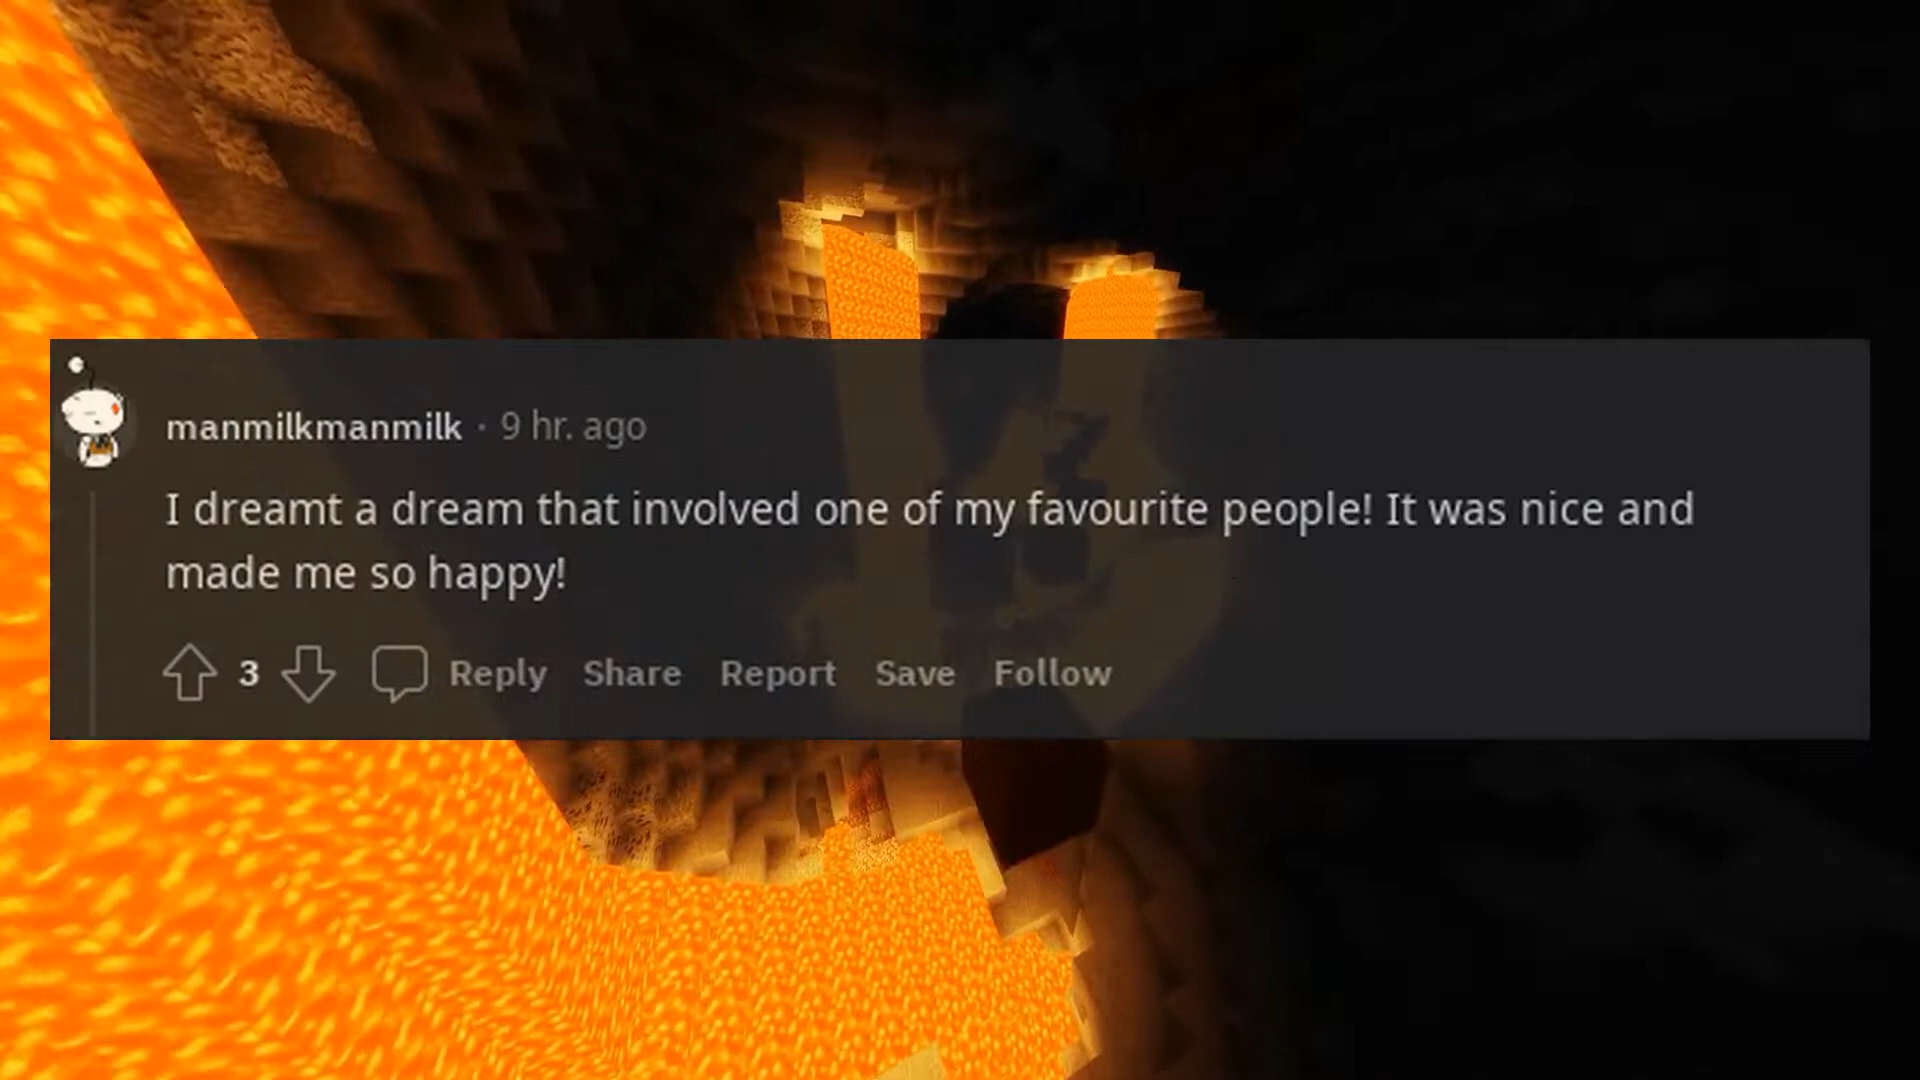 manmilkmanmilk · 9 hr. ago
I dreamt a dream that involved one of my favourite people! It was nice and
made me so happy!
3 Reply Share Report Save Follow